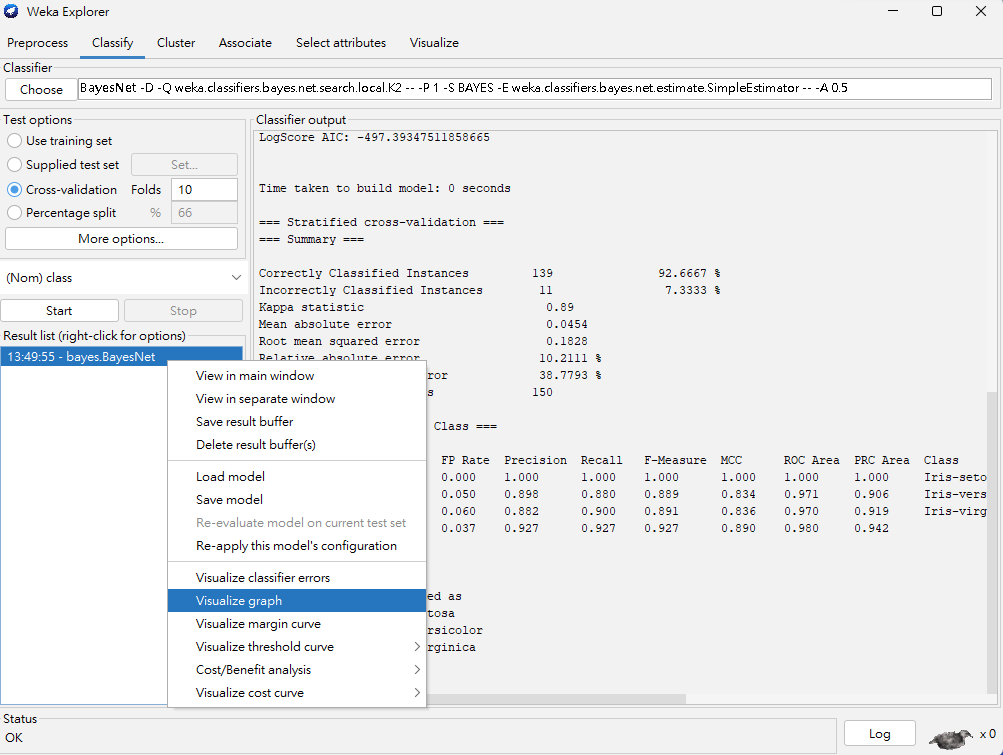 Weka Explorer
Preprocess Classify Cluster Associate Select attributes Visualize
Classifier
Choose BayesNet -D -Q weka.classifiers.bayes.net.search.local.K2 -- -P 1 -S BAYES -E weka.classifiers.bayes.net.estimate.SimpleEstimator -- -A 0.5
Test options
Use training set
Supplied test set Set...
Cross-validation Folds 10
Percentage split % 66
More options...
(Nom) class
Start Stop
Result list (right-click for options)
13:49:55 - bayes.BayesNet
Classifier output
LogScore AIC: -497.39347511858665
Time taken to build model: 0 seconds
=== Stratified cross-validation ===
=== Summary ===
Correctly Classified Instances 139 92.6667 %
Incorrectly Classified Instances 11 7.3333 %
Kappa statistic 0.89
Mean absolute error 0.0454
Root mean squared error 0.1828
Relative absolute error 10.2111 %
ror 38.7793 %
s 150
Class ===
FP Rate Precision Recall F-Measure MCC ROC Area PRC Area Class
0.000 1.000 1.000 1.000 1.000 1.000 1.000 Iris-seto
0.050 0.898 0.880 0.889 0.834 0.971 0.906 Iris-vers
0.060 0.882 0.900 0.891 0.836 0.970 0.919 Iris-virg
0.037 0.927 0.927 0.927 0.890 0.980 0.942
ed as
tosa
rsicolor
rginica
View in main window
View in separate window
Save result buffer
Delete result buffer(s)
Load model
Save model
Re-evaluate model on current test set
Re-apply this model's configuration
Visualize classifier errors
Visualize graph
Visualize margin curve
Visualize threshold curve
Cost/Benefit analysis
Visualize cost curve
Status
OK
Log x 0